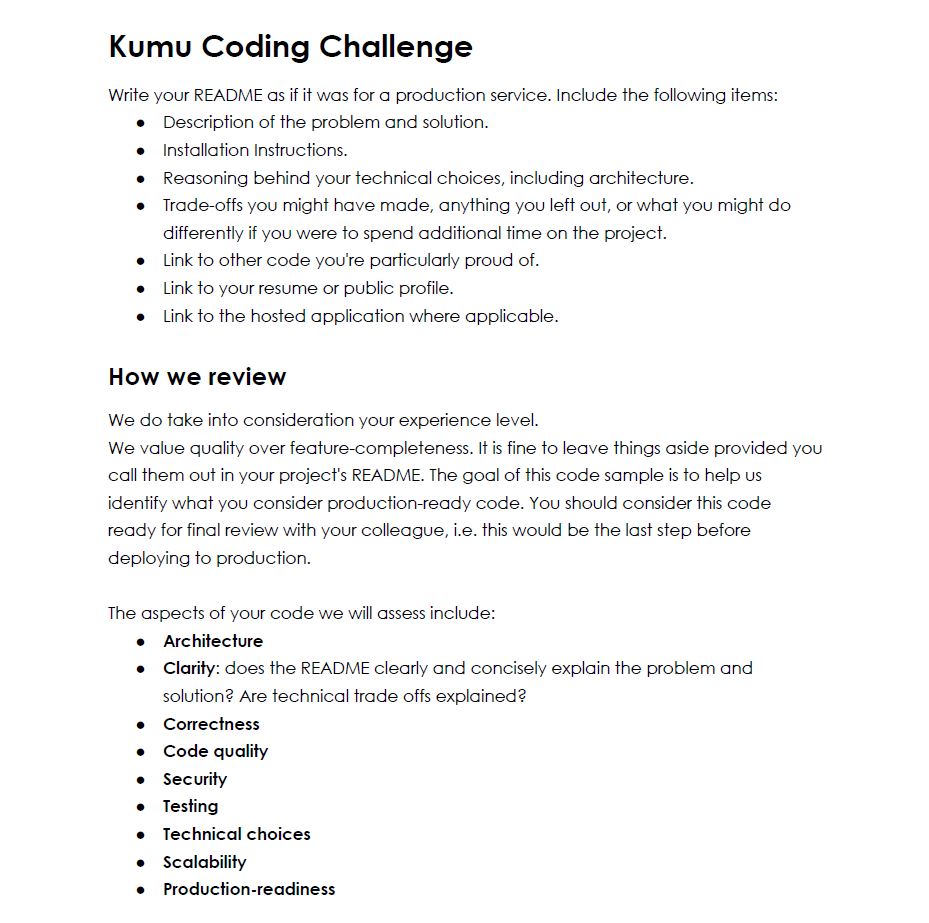 Kumu Coding Challenge
Write your README as if it was for a production service. Include the following items:
● Description of the problem and solution.
● Installation Instructions.
● Reasoning behind your technical choices, including architecture.
● Trade-offs you might have made, anything you left out, or what you might do
differently if you were to spend additional time on the project.
● Link to other code you're particularly proud of.
● Link to your resume or public profile.
● Link to the hosted application where applicable.
How we review
We do take into consideration your experience level.
We value quality over feature-completeness. It is fine to leave things aside provided you
call them out in your project's README. The goal of this code sample is to help us
identify what you consider production-ready code. You should consider this code
ready for final review with your colleague, i.e. this would be the last step before
deploying to production.
The aspects of your code we will assess include:
● Architecture
● Clarity: does the README clearly and concisely explain the problem and
solution? Are technical trade offs explained?
● Correctness
● Code quality
● Security
● Testing
● Technical choices
● Scalability
● Production-readiness